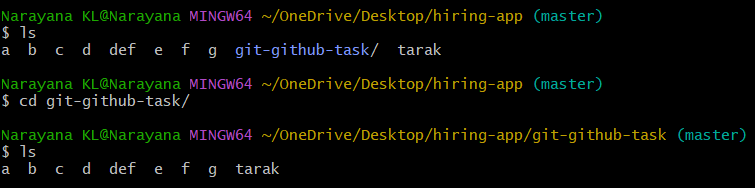 Narayana KL@Narayana MINGW64 ~/OneDrive/Desktop/hiring-app (master)
$ ls
a  b  c  d  def  e  f  g  git-github-task/  tarak
Narayana KL@Narayana MINGW64 ~/OneDrive/Desktop/hiring-app (master)
$ cd git-github-task/
Narayana KL@Narayana MINGW64 ~/OneDrive/Desktop/hiring-app/git-github-task (master)
$ ls
a  b  c  d  def  e  f  g  tarak